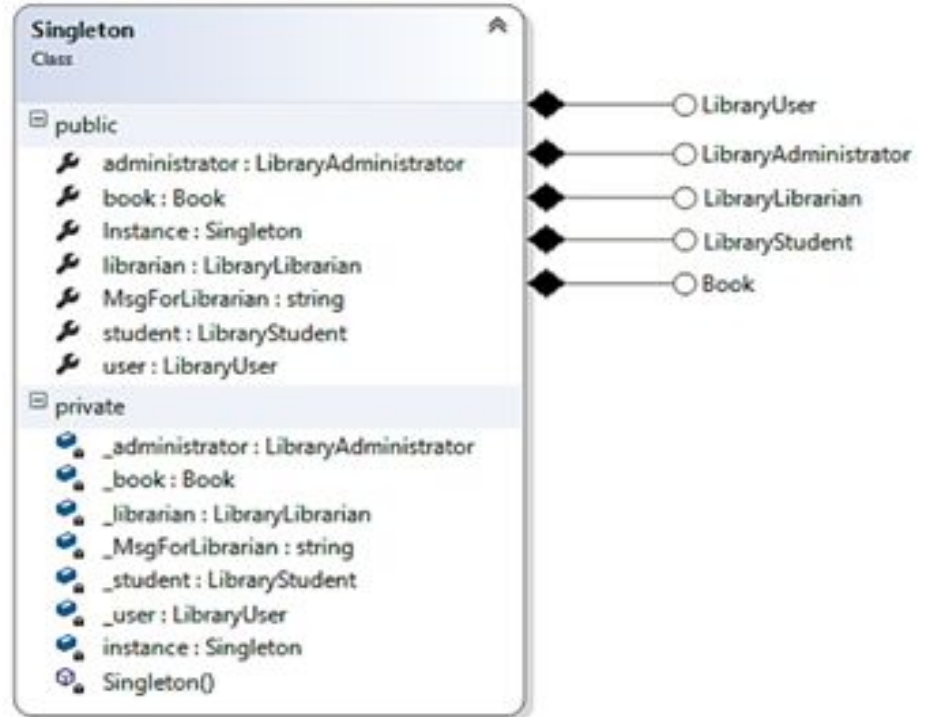 Singleton
Class
public
administrator : LibraryAdministrator
book : Book
Instance : Singleton
librarian : LibraryLibrarian
MsgForLibrarian : string
student : LibraryStudent
user : LibraryUser
private
_administrator : LibraryAdministrator
_book : Book
_librarian : LibraryLibrarian
_MsgForLibrarian : string
_student : LibraryStudent
_user : LibraryUser
instance : Singleton
Singleton()
LibraryUser
LibraryAdministrator
LibraryLibrarian
LibraryStudent
Book